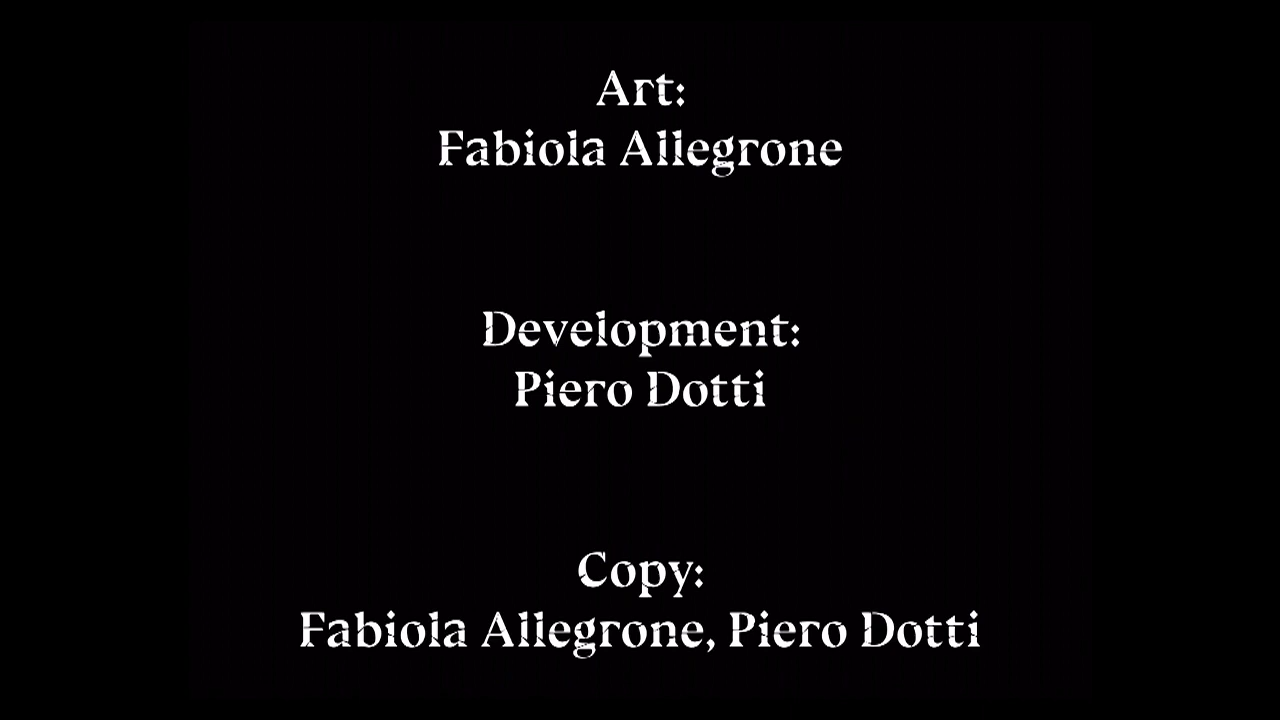 Art:
Fabiola Allegrone
Development:
Piero Dotti
Copy:
Fabiola Allegrone, Piero Dotti